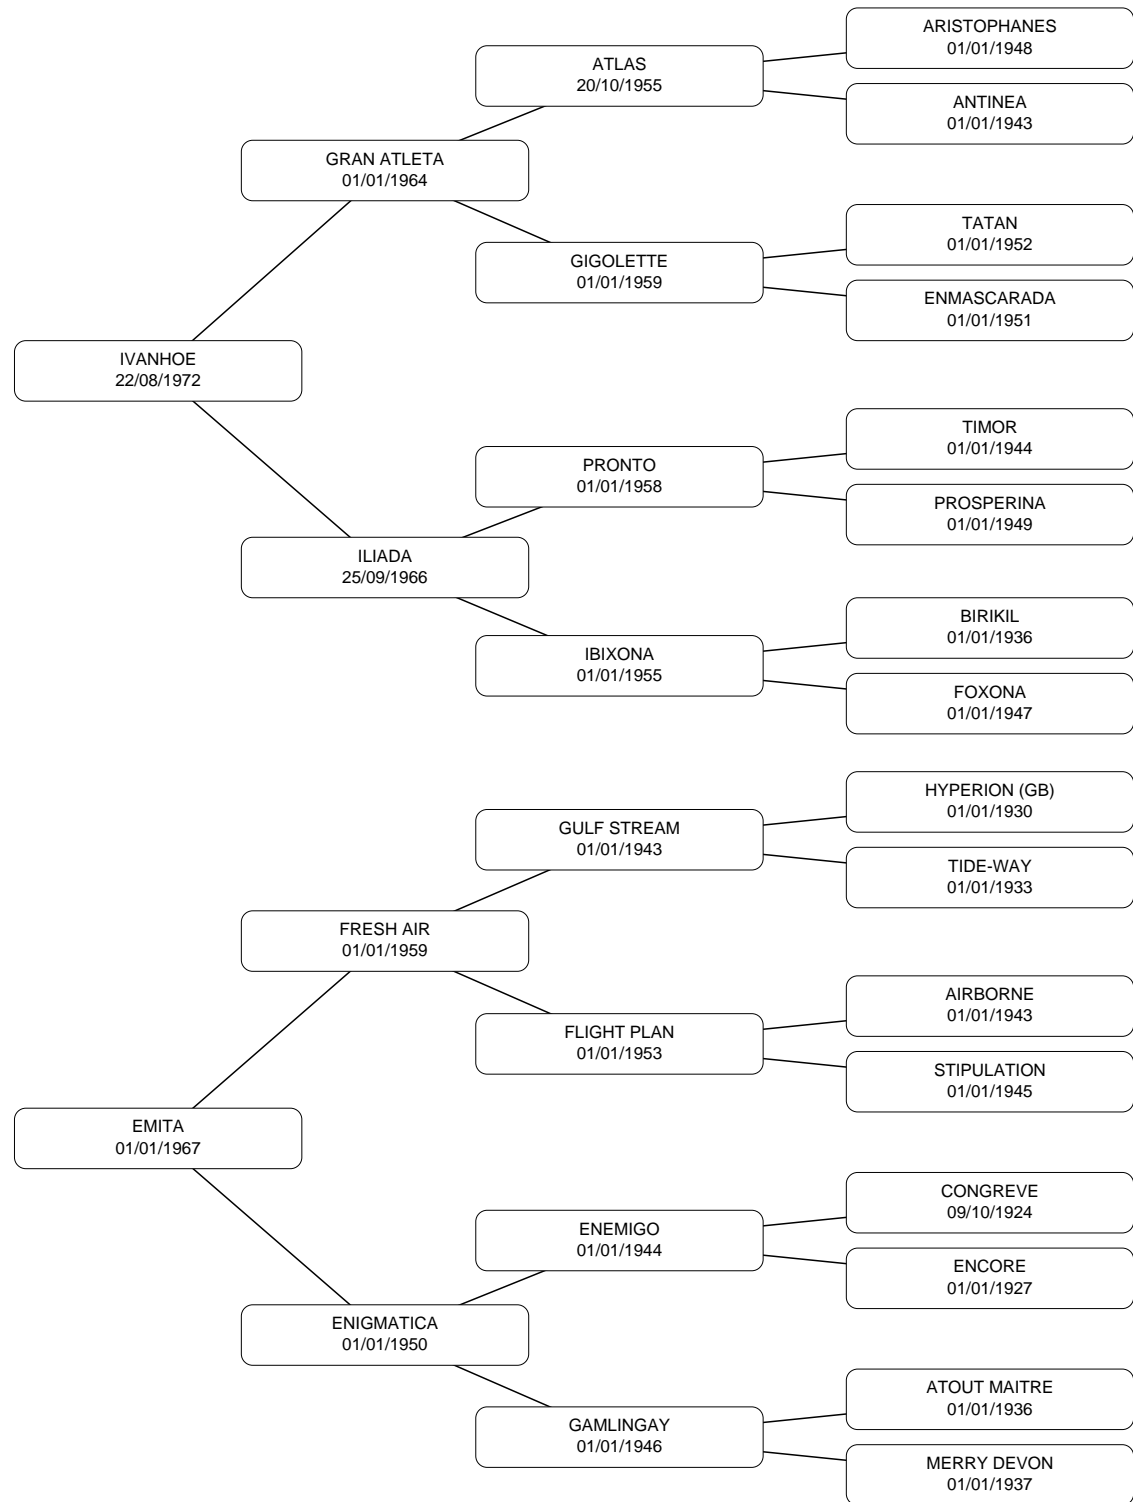 ARISTOPHANES
01/01/1948
ATLAS
20/10/1955
ANTINEA
01/01/1943
GRAN ATLETA
01/01/1964
TATAN
01/01/1952
GIGOLETTE
01/01/1959
ENMASCARADA
01/01/1951
IVANHOE
22/08/1972
TIMOR
01/01/1944
PRONTO
01/01/1958
PROSPERINA
01/01/1949
ILIADA
25/09/1966
BIRIKIL
01/01/1936
IBIXONA
01/01/1955
FOXONA
01/01/1947
HYPERION (GB)
01/01/1930
GULF STREAM
01/01/1943
TIDE-WAY
01/01/1933
FRESH AIR
01/01/1959
AIRBORNE
01/01/1943
FLIGHT PLAN
01/01/1953
STIPULATION
01/01/1945
EMITA
01/01/1967
CONGREVE
09/10/1924
ENEMIGO
01/01/1944
ENCORE
01/01/1927
ENIGMATICA
01/01/1950
ATOUT MAITRE
01/01/1936
GAMLINGAY
01/01/1946
MERRY DEVON
01/01/1937